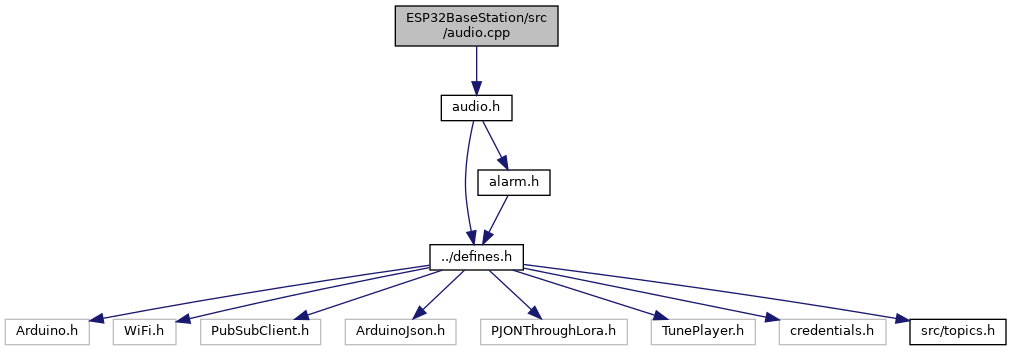 ESP32BaseStation/src
/audio.cpp
audio.h
alarm.h
../defines.h
Arduino.h
WiFi.h
PubSubClient.h
ArduinoJson.h
PJONThroughLora.h
TunePlayer.h
credentials.h
src/topics.h